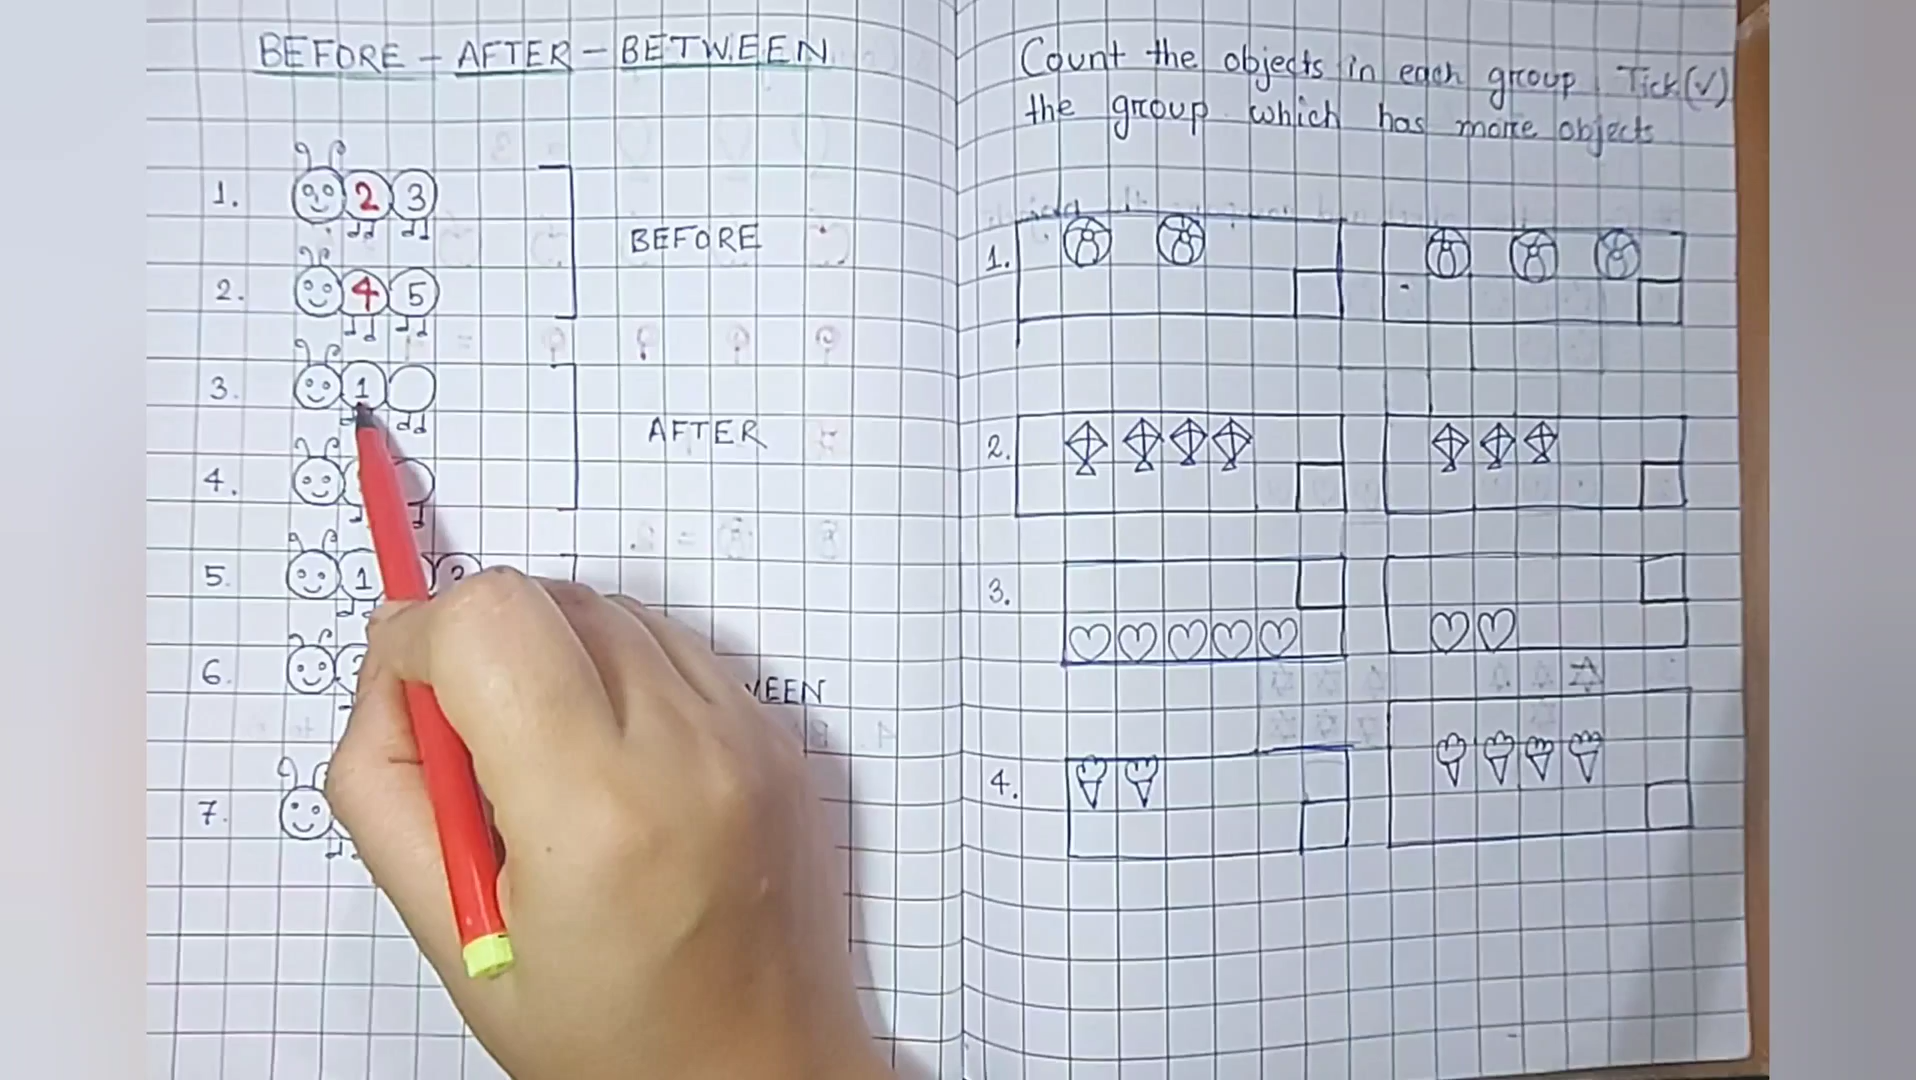 BEFORE - AFTER - BETWEEN
1. 2 3
BEFORE
2. 4 5
3. 1
AFTER
4.
5. 1
6.
7.
Count the objects in each group. Tick (✓)
the group which has more objects
1.
2.
3.
4.